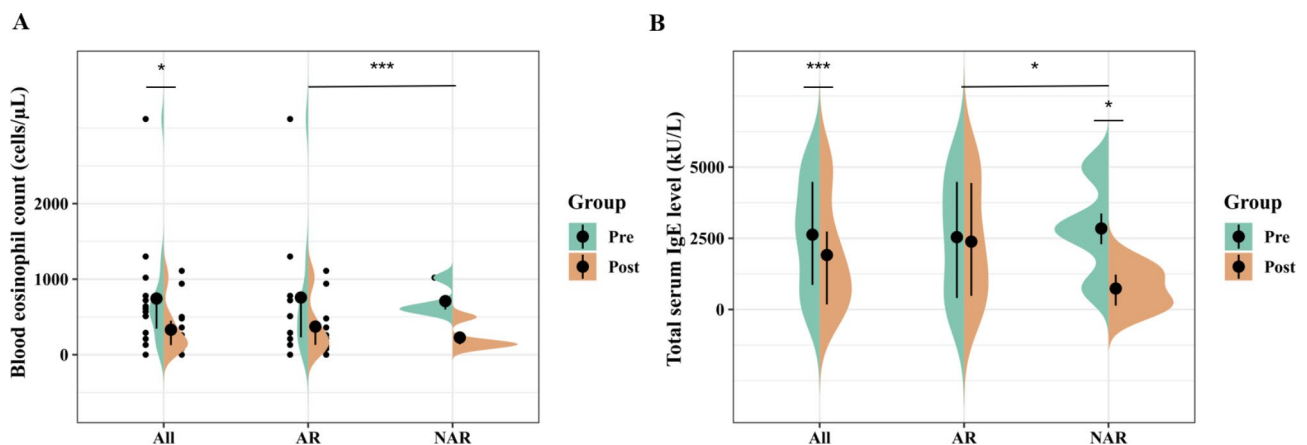 A
Blood eosinophil count (cells/μL)
2000
1000
0
*
***
All
AR
NAR
Group
Pre
Post
B
Total serum IgE level (kU/L)
5000
2500
0
***
*
*
All
AR
NAR
Group
Pre
Post